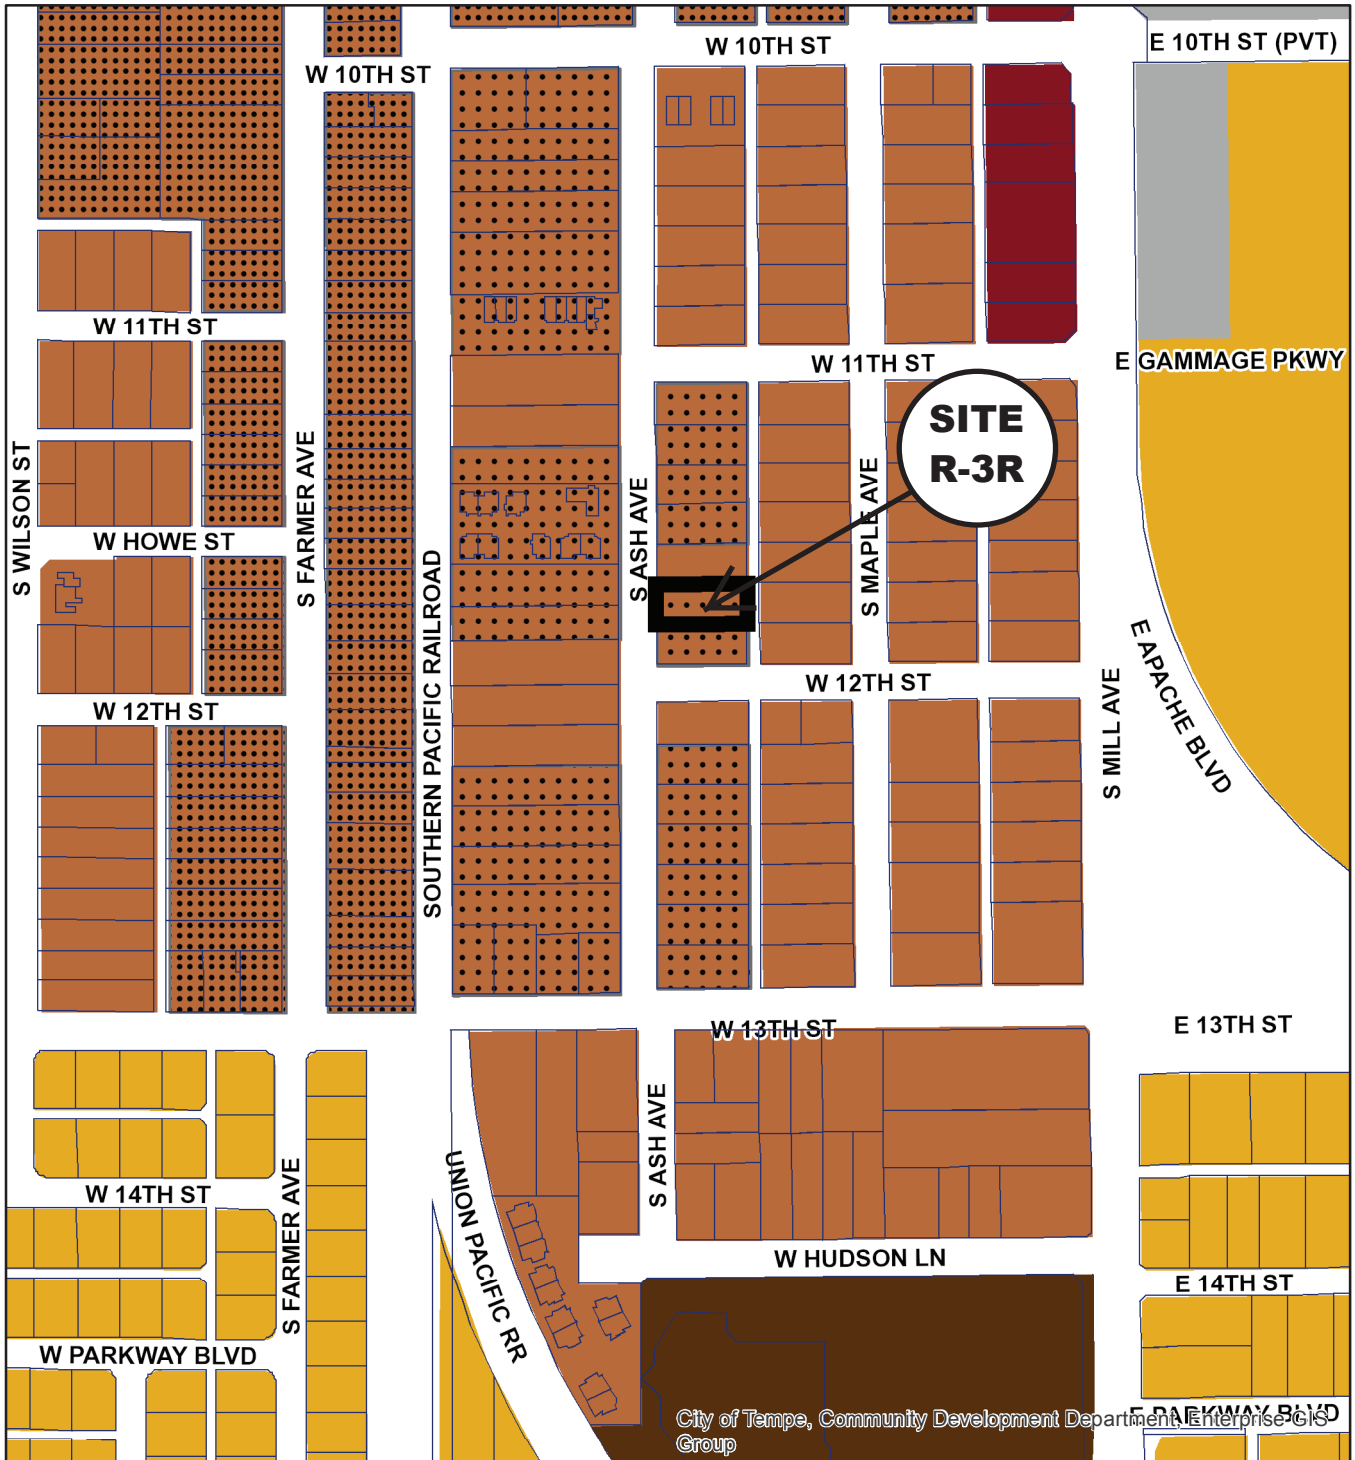 W 10TH ST
E 10TH ST (PVT)
W 10TH ST
W 11TH ST
W 11TH ST
E GAMMAGE PKWY
SITE
R-3R
S WILSON ST
S FARMER AVE
SOUTHERN PACIFIC RAILROAD
S ASH AVE
S MAPLE AVE
W HOWE ST
E APACHE BLVD
S MILL AVE
W 12TH ST
W 12TH ST
W 13TH ST
E 13TH ST
S ASH AVE
UNION PACIFIC RR
S FARMER AVE
W 14TH ST
W HUDSON LN
E 14TH ST
W PARKWAY BLVD
E PARKWAY BLVD
City of Tempe, Community Development Department, Enterprise GIS
Group